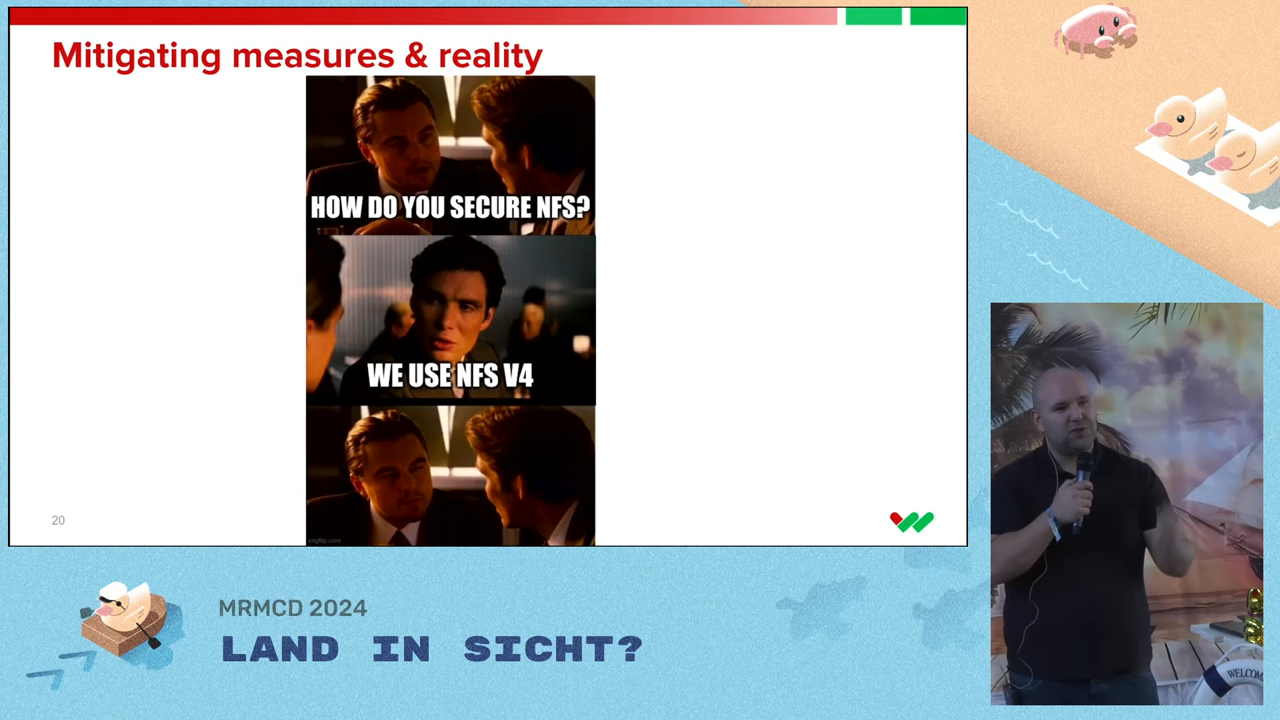 Mitigating measures & reality
HOW DO YOU SECURE NFS?
WE USE NFS V4
imgflip.com
20
MRMCD 2024
LAND IN SICHT?
WELCOM